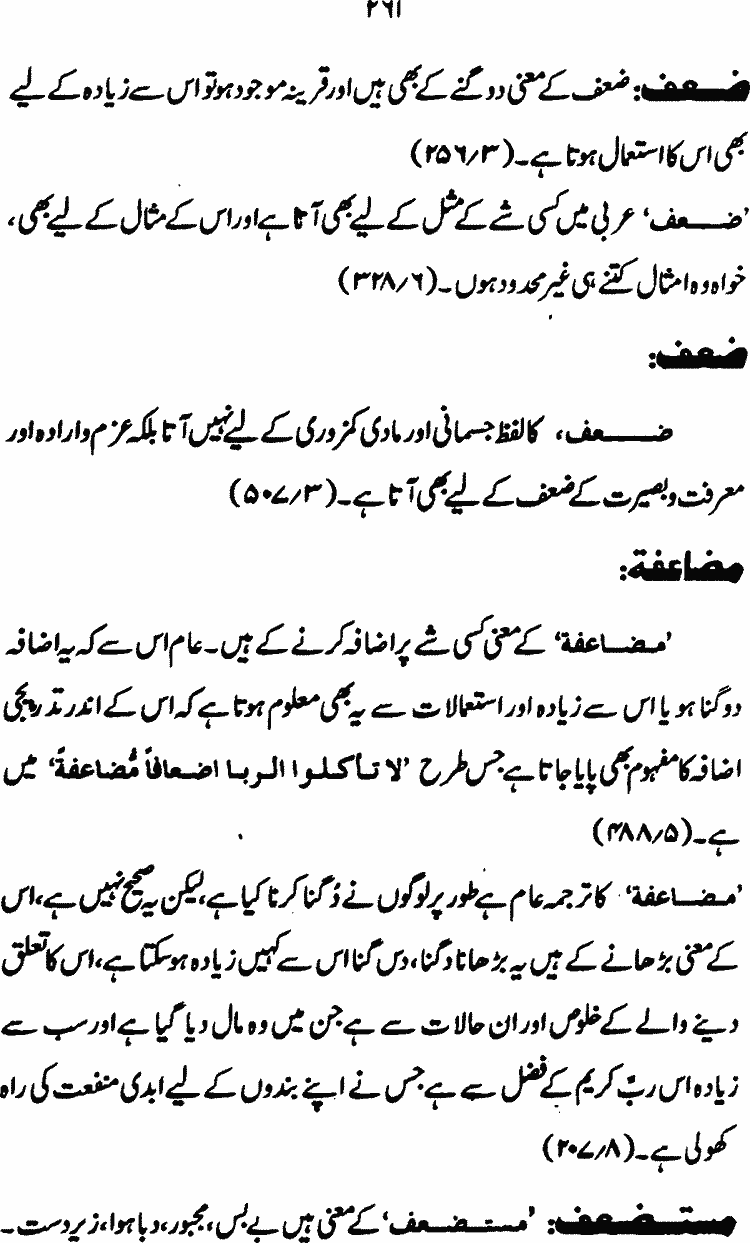 ۲۶۱
ضعف: ضعف کے معنی دوگنے کے بھی ہیں اور قرینہ موجود ہو تو اس سے زیادہ کے لیے
بھی اس کا استعمال ہوتا ہے۔(۲۵۶/۳)
’ضعف‘ عربی میں کسی شے کے مثل کے لیے بھی آتا ہے اور اس کے مثال کے لیے بھی،
خواہ وہ امثال کتنے ہی غیر محدود ہوں۔(۳۲۸/۶)
ضعف:
ضعف، کا لفظ جسمانی اور مادی کمزوری کے لیے نہیں آتا بلکہ عزم و ارادہ اور
معرفت و بصیرت کے ضعف کے لیے بھی آتا ہے۔(۵۰۷/۳)
مضاعفة:
’مضاعفة‘ کے معنی کسی شے پر اضافہ کرنے کے ہیں۔ عام اس سے کہ یہ اضافہ
دوگنا ہو یا اس سے زیادہ اور استعمالات سے یہ بھی معلوم ہوتا ہے کہ اس کے اندر تدریجی
اضافہ کا مفہوم بھی پایا جاتا ہے جس طرح ’لا تأکلوا الربا اضعافاً مُّضاعفةً‘ میں
ہے۔(۴۸۸/۵)
’مضاعفة‘ کا ترجمہ عام ہے طور پر لوگوں نے دُگنا کرنا کیا ہے، لیکن یہ صحیح نہیں ہے، اس
کے معنی بڑھانے کے ہیں یہ بڑھانا دگنا، دس گنا اس سے کہیں زیادہ ہوسکتا ہے، اس کا تعلق
دینے والے کے خلوص اور ان حالات سے ہے جن میں وہ مال دیا گیا ہے اور سب سے
زیادہ اس ربّ کریم کے فضل سے ہے جس نے اپنے بندوں کے لیے ابدی منفعت کی راہ
کھولی ہے۔(۲۰۷/۸)
مستضعف: ’مستضعف‘ کے معنی ہیں بے بس، مجبور، دبا ہوا، زیردست۔